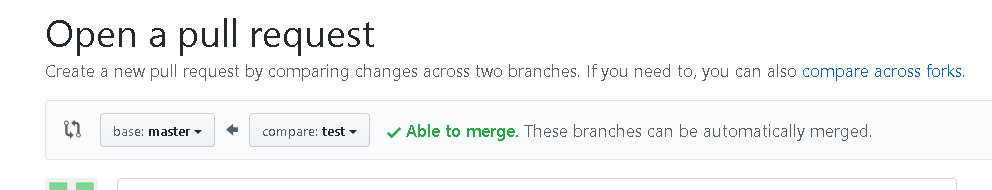 Open a pull request
Create a new pull request by comparing changes across two branches. If you need to, you can also compare across forks.
base: master compare: test Able to merge. These branches can be automatically merged.